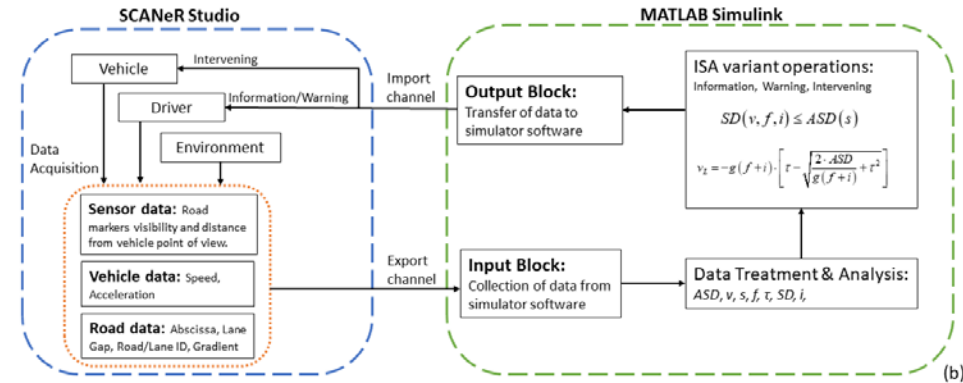 SCANeR Studio
MATLAB Simulink
Vehicle
Intervening
Driver
Information/Warning
Environment
Data
Acquisition
Import
channel
Sensor data: Road
markers visibility and distance
from vehicle point of view.
Vehicle data: Speed,
Acceleration
Road data: Abscissa, Lane
Gap, Road/Lane ID, Gradient
Export
channel
Output Block:
Transfer of data to
simulator software
Input Block:
Collection of data from
simulator software
ISA variant operations:
Information, Warning, Intervening
SD(v, f, i) ≤ ASD(s)
v_L = −g(f+i)·[τ − √(2·ASD/g(f+i) + τ²)]
Data Treatment & Analysis:
ASD, v, s, f, τ, SD, i,
(b)